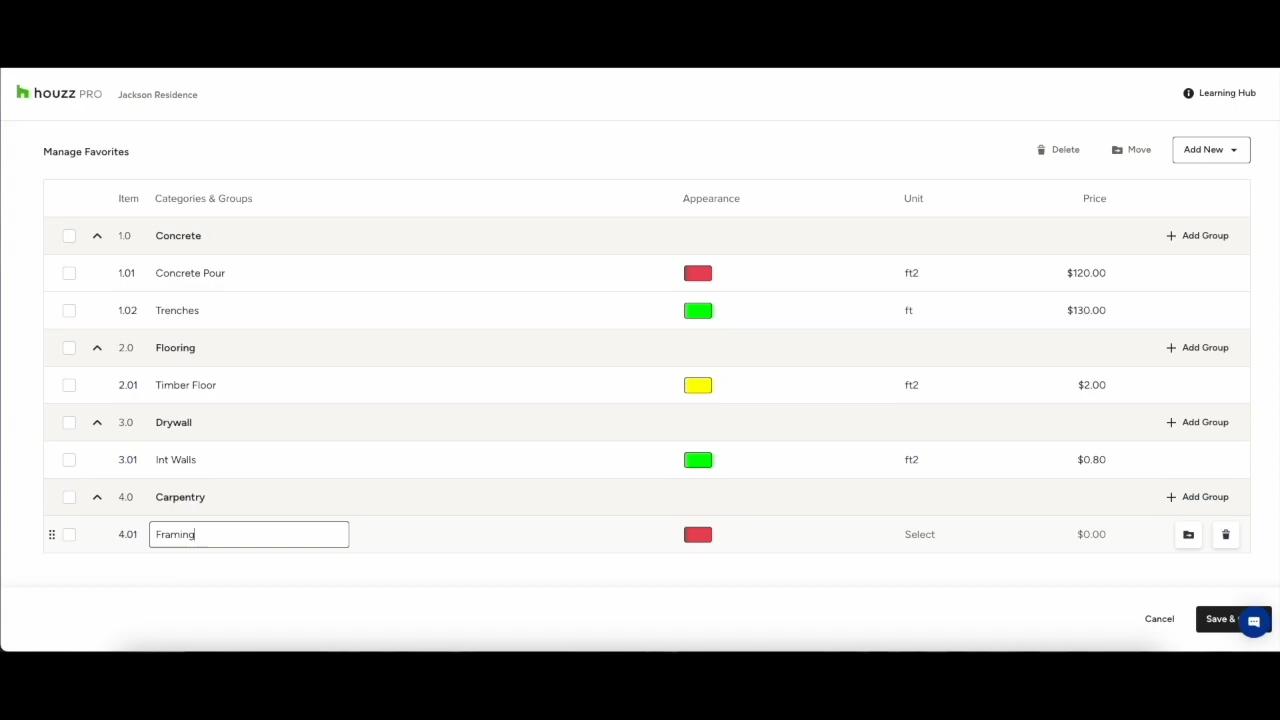 houzz PRO Jackson Residence Learning Hub
Manage Favorites Delete Move Add New
Item Categories & Groups Appearance Unit Price
1.0 Concrete + Add Group
1.01 Concrete Pour ft2 $120.00
1.02 Trenches ft $130.00
2.0 Flooring + Add Group
2.01 Timber Floor ft2 $2.00
3.0 Drywall + Add Group
3.01 Int Walls ft2 $0.80
4.0 Carpentry + Add Group
4.01 Framing Select $0.00
Cancel Save &